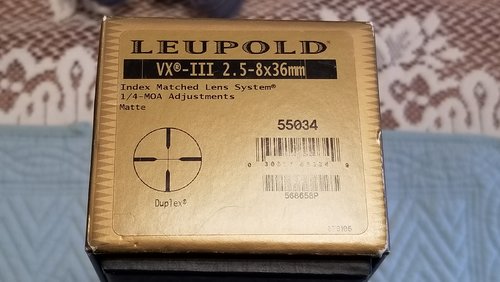 LEUPOLD®
VX®-III 2.5-8x36mm
Index Matched Lens System®
1/4-MOA Adjustments
Matte
55034
568658P
Duplex®